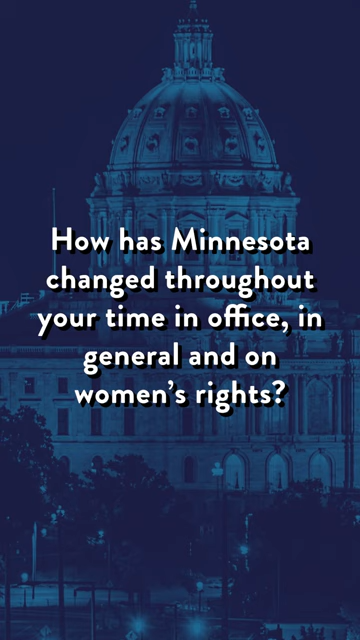 How has Minnesota
changed throughout
your time in office, in
general and on
women's rights?